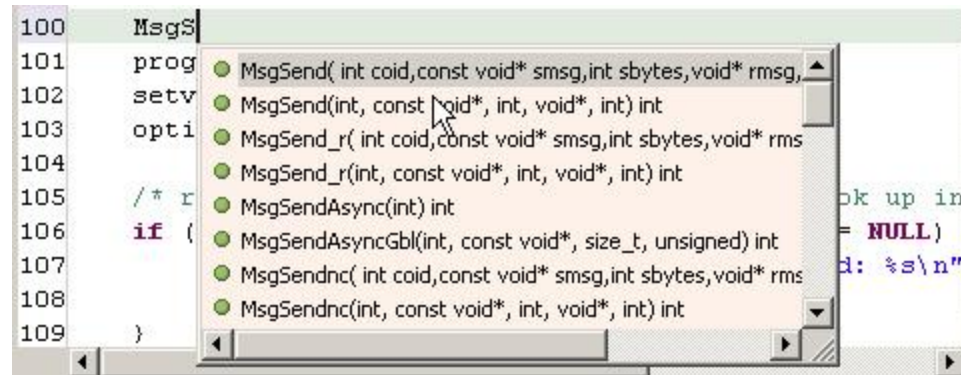 100 MsgS
101 prog
102 setv
103 opti
104
105 /* r ok up in
106 if ( = NULL)
107 d: %s\n"
108
109 }
MsgSend( int coid,const void* smsg,int sbytes,void* rmsg,
MsgSend(int, const void*, int, void*, int) int
MsgSend_r( int coid,const void* smsg,int sbytes,void* rms
MsgSend_r(int, const void*, int, void*, int) int
MsgSendAsync(int) int
MsgSendAsyncGbl(int, const void*, size_t, unsigned) int
MsgSendnc( int coid,const void* smsg,int sbytes,void* rms
MsgSendnc(int, const void*, int, void*, int) int